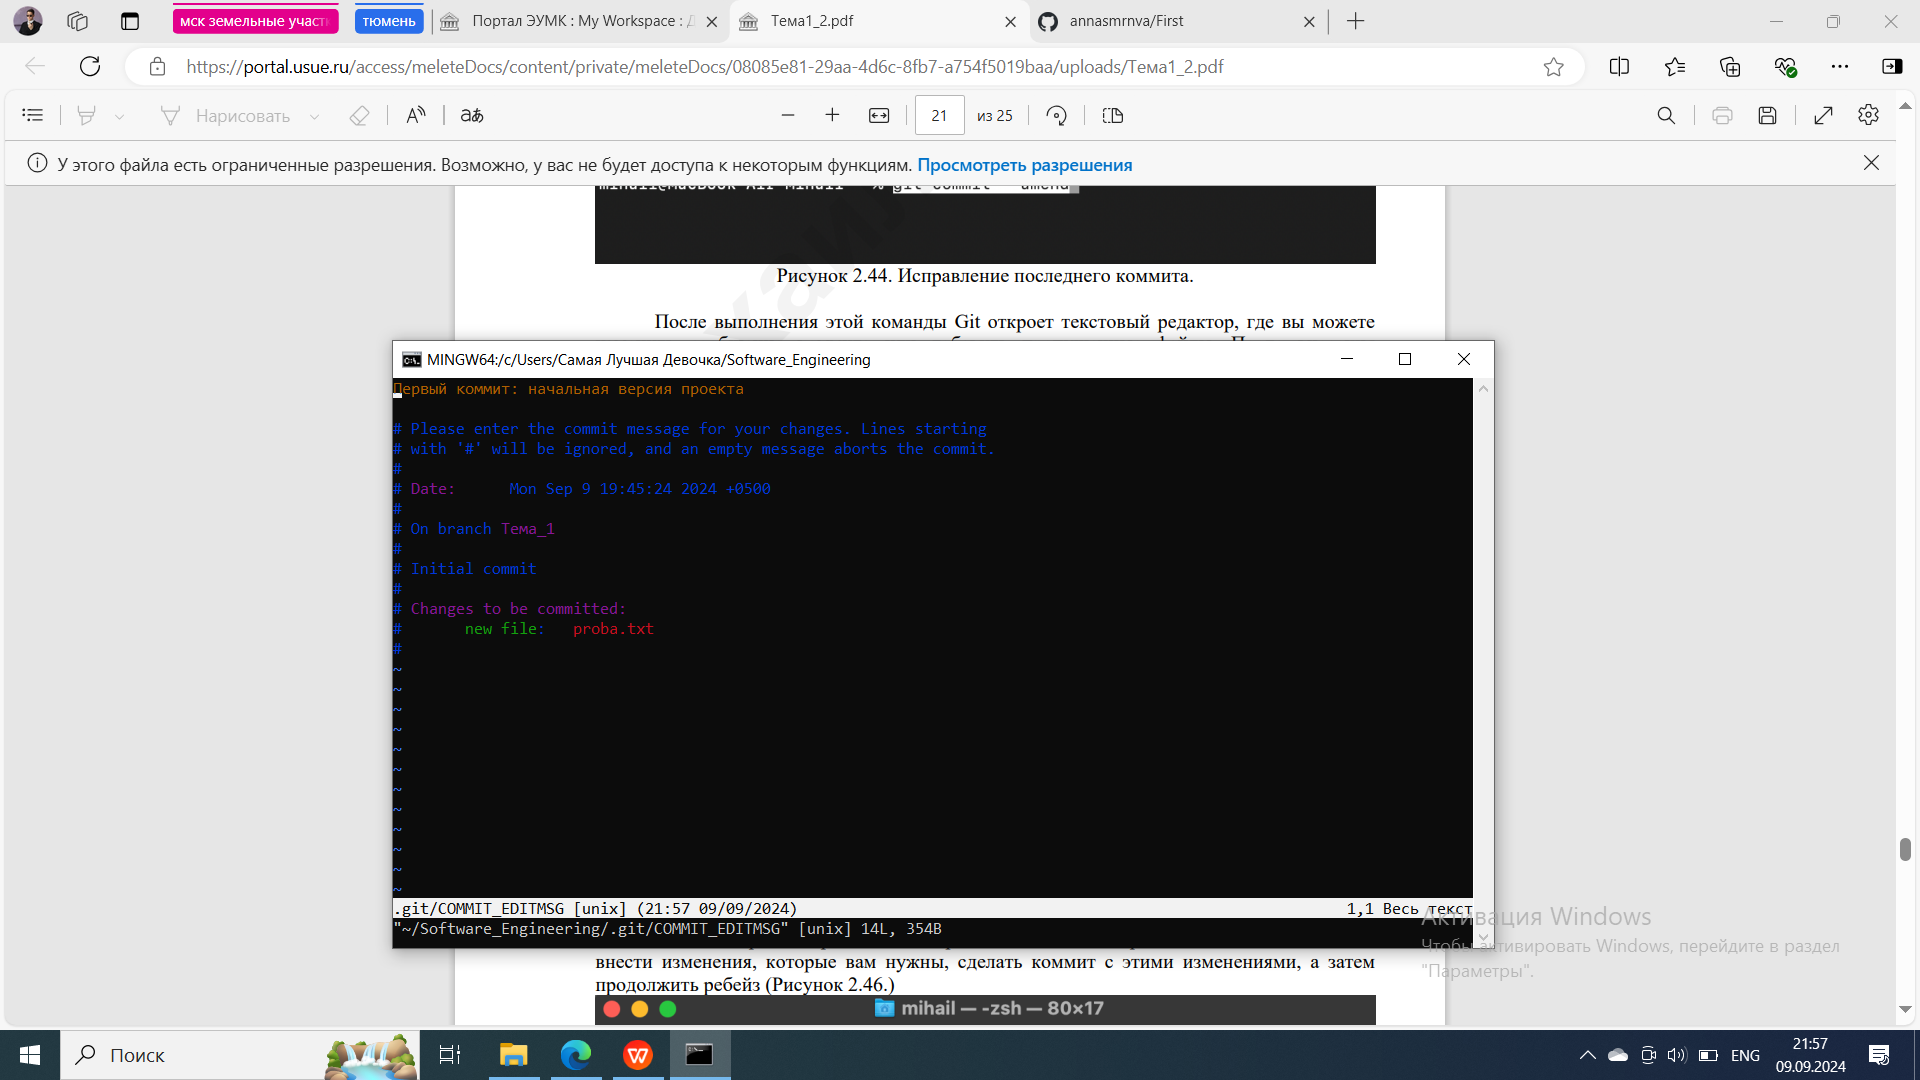 мск земельные участ
тюмень
Портал ЭУМК : My Workspace : Д
Тема1_2.pdf
annasmrnva/First
https://portal.usue.ru/access/meleteDocs/content/private/meleteDocs/08085e81-29aa-4d6c-8fb7-a754f5019baa/uploads/Тема1_2.pdf
Нарисовать
21 из 25
У этого файла есть ограниченные разрешения. Возможно, у вас не будет доступа к некоторым функциям. Просмотреть разрешения
Рисунок 2.44. Исправление последнего коммита.
После выполнения этой команды Git откроет текстовый редактор, где вы можете
MINGW64:/c/Users/Самая Лучшая Девочка/Software_Engineering
Первый коммит: начальная версия проекта
# Please enter the commit message for your changes. Lines starting
# with '#' will be ignored, and an empty message aborts the commit.
#
# Date:      Mon Sep 9 19:45:24 2024 +0500
#
# On branch Тема_1
#
# Initial commit
#
# Changes to be committed:
#       new file:   proba.txt
#
~
~
~
~
~
~
~
~
~
~
~
~
.git/COMMIT_EDITMSG [unix] (21:57 09/09/2024) 1,1 Весь текст
"~/Software_Engineering/.git/COMMIT_EDITMSG" [unix] 14L, 354B
Активация Windows
Чтобы активировать Windows, перейдите в раздел
"Параметры".
внести изменения, которые вам нужны, сделать коммит с этими изменениями, а затем
продолжить ребейз (Рисунок 2.46.)
mihail — -zsh — 80×17
Поиск
ENG
21:57
09.09.2024